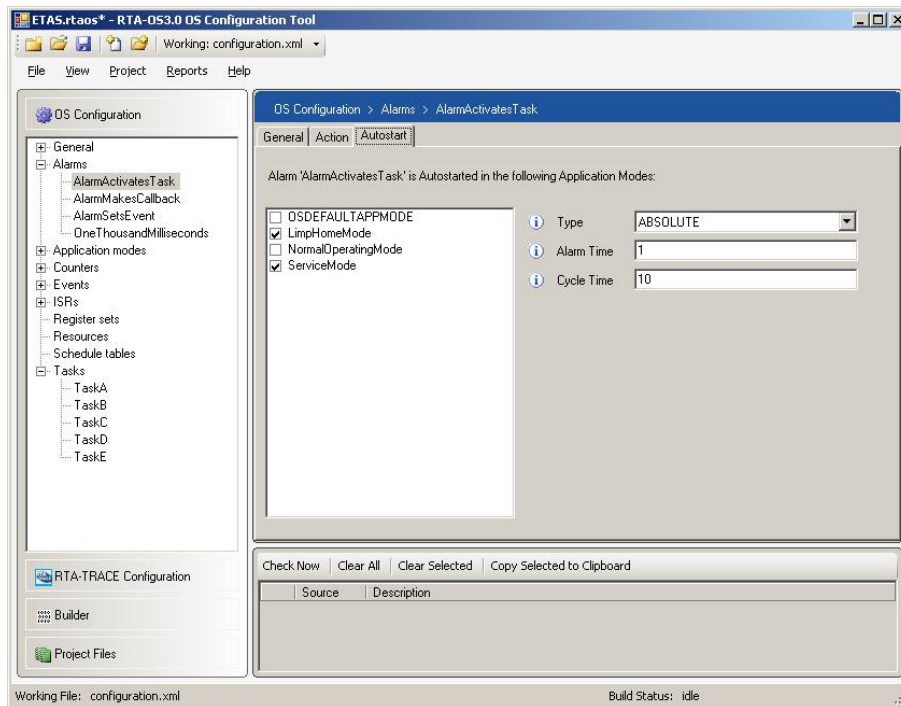 ETAS.rtaos* - RTA-OS3.0 OS Configuration Tool
Working: configuration.xml
File View Project Reports Help
OS Configuration
General
Alarms
AlarmActivatesTask
AlarmMakesCallback
AlarmSetsEvent
OneThousandMilliseconds
Application modes
Counters
Events
ISRs
Register sets
Resources
Schedule tables
Tasks
TaskA
TaskB
TaskC
TaskD
TaskE
RTA-TRACE Configuration
Builder
Project Files
OS Configuration > Alarms > AlarmActivatesTask
General Action Autostart
Alarm 'AlarmActivatesTask' is Autostarted in the following Application Modes:
OSDEFAULTAPPMODE
LimpHomeMode
NormalOperatingMode
ServiceMode
Type ABSOLUTE
Alarm Time 1
Cycle Time 10
Check Now Clear All Clear Selected Copy Selected to Clipboard
Source Description
Working File: configuration.xml
Build Status: idle